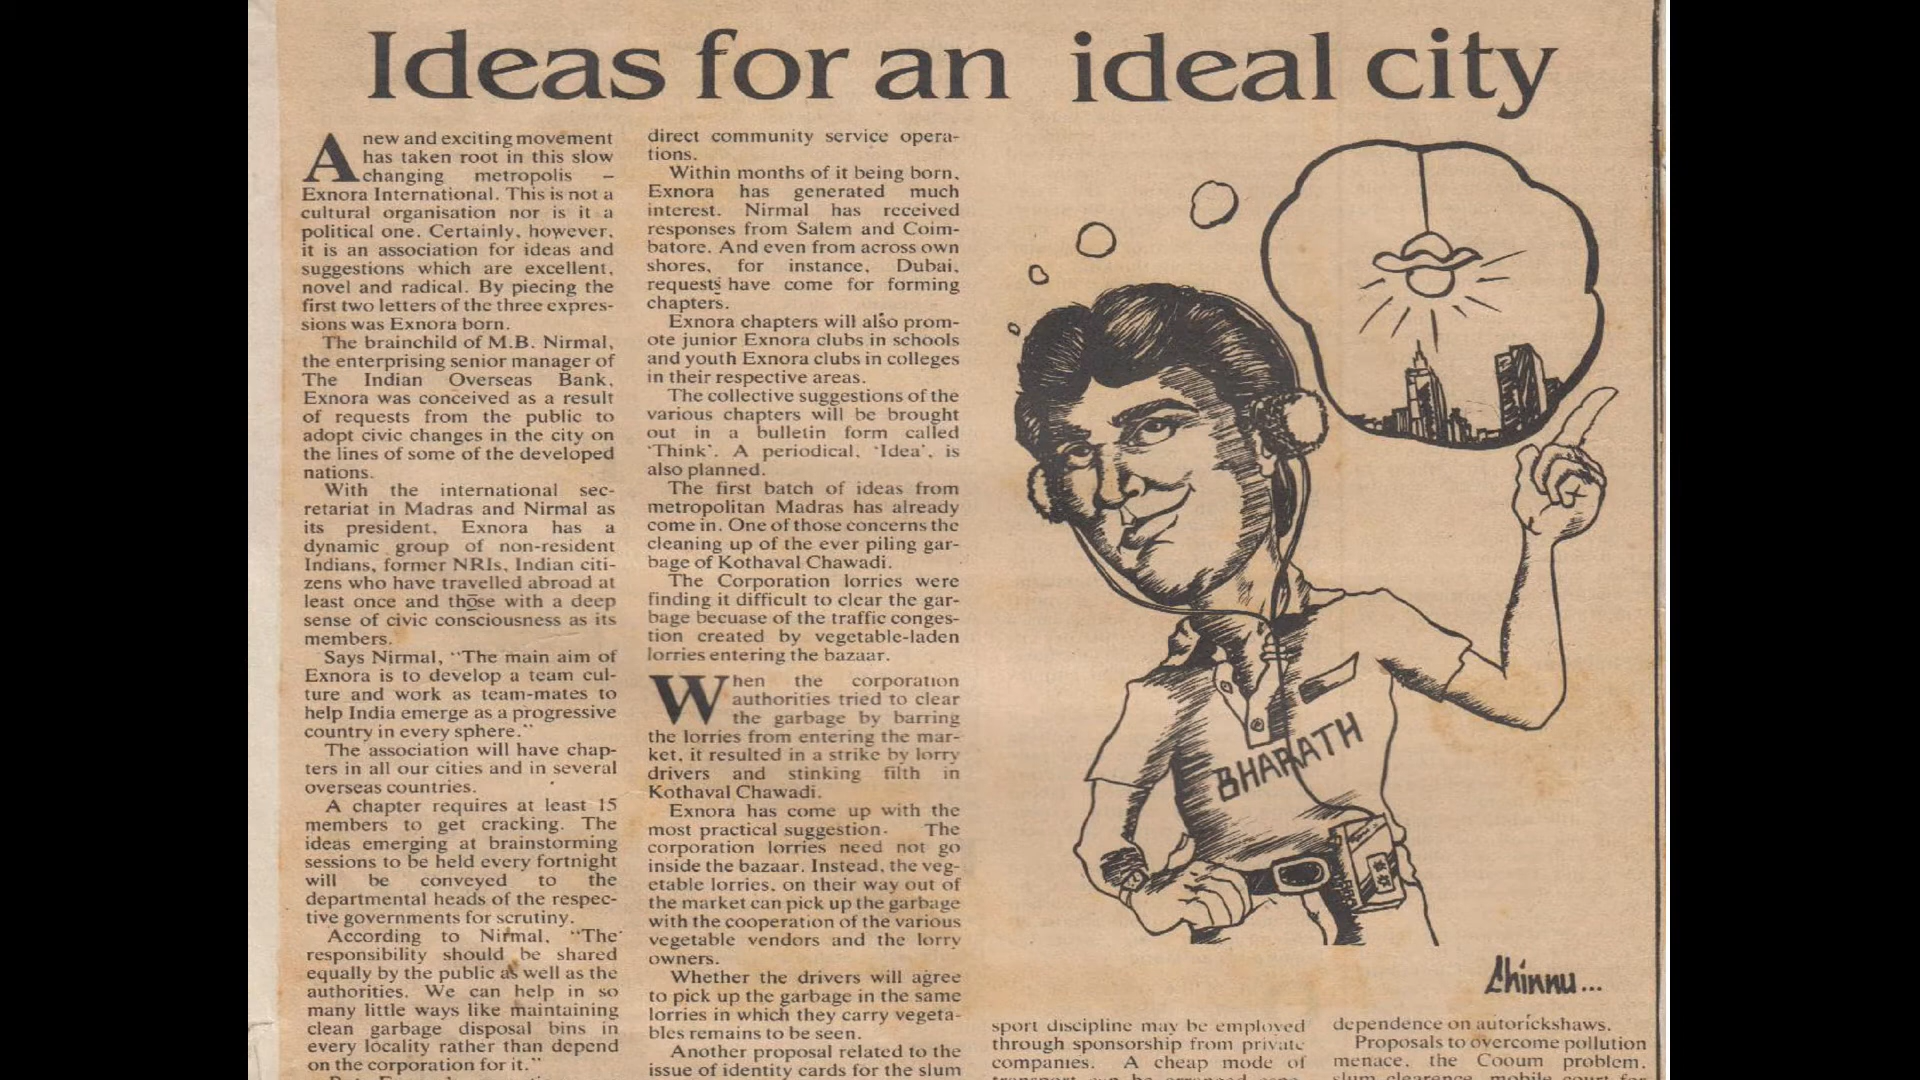 Ideas for an ideal city
A new and exciting movement
has taken root in this slow
changing metropolis –
Exnora International. This is not a
cultural organisation nor is it a
political one. Certainly, however,
it is an association for ideas and
suggestions which are excellent,
novel and radical. By piecing the
first two letters of the three expres-
sions was Exnora born.
The brainchild of M.B. Nirmal,
the enterprising senior manager of
The Indian Overseas Bank,
Exnora was conceived as a result
of requests from the public to
adopt civic changes in the city on
the lines of some of the developed
nations.
With the international sec-
retariat in Madras and Nirmal as
its president, Exnora has a
dynamic group of non-resident
Indians, former NRIs, Indian citi-
zens who have travelled abroad at
least once and those with a deep
sense of civic consciousness as its
members.
Says Nirmal, "The main aim of
Exnora is to develop a team cul-
ture and work as team-mates to
help India emerge as a progressive
country in every sphere."
The association will have chap-
ters in all our cities and in several
overseas countries.
A chapter requires at least 15
members to get cracking. The
ideas emerging at brainstorming
sessions to be held every fortnight
will be conveyed to the
departmental heads of the respec-
tive governments for scrutiny.
According to Nirmal, "The
responsibility should be shared
equally by the public as well as the
authorities. We can help in so
many little ways like maintaining
clean garbage disposal bins in
every locality rather than depend
on the corporation for it."
direct community service opera-
tions.
Within months of it being born,
Exnora has generated much
interest. Nirmal has received
responses from Salem and Coim-
batore. And even from across own
shores, for instance, Dubai,
requests have come for forming
chapters.
Exnora chapters will also prom-
ote junior Exnora clubs in schools
and youth Exnora clubs in colleges
in their respective areas.
The collective suggestions of the
various chapters will be brought
out in a bulletin form called
'Think'. A periodical, 'Idea', is
also planned.
The first batch of ideas from
metropolitan Madras has already
come in. One of those concerns the
cleaning up of the ever piling gar-
bage of Kothaval Chawadi.
The Corporation lorries were
finding it difficult to clear the gar-
bage becuase of the traffic conges-
tion created by vegetable-laden
lorries entering the bazaar.
When the corporation
authorities tried to clear
the garbage by barring
the lorries from entering the mar-
ket, it resulted in a strike by lorry
drivers and stinking filth in
Kothaval Chawadi.
Exnora has come up with the
most practical suggestion. The
corporation lorries need not go
inside the bazaar. Instead, the veg-
etable lorries, on their way out of
the market can pick up the garbage
with the cooperation of the various
vegetable vendors and the lorry
owners.
Whether the drivers will agree
to pick up the garbage in the same
lorries in which they carry vegeta-
bles remains to be seen.
Another proposal related to the
issue of identity cards for the slum
BHARATH
Chinnu...
sport discipline may be employed
through sponsorship from private
companies. A cheap mode of
dependence on autorickshaws.
Proposals to overcome pollution
menace, the Cooum problem,